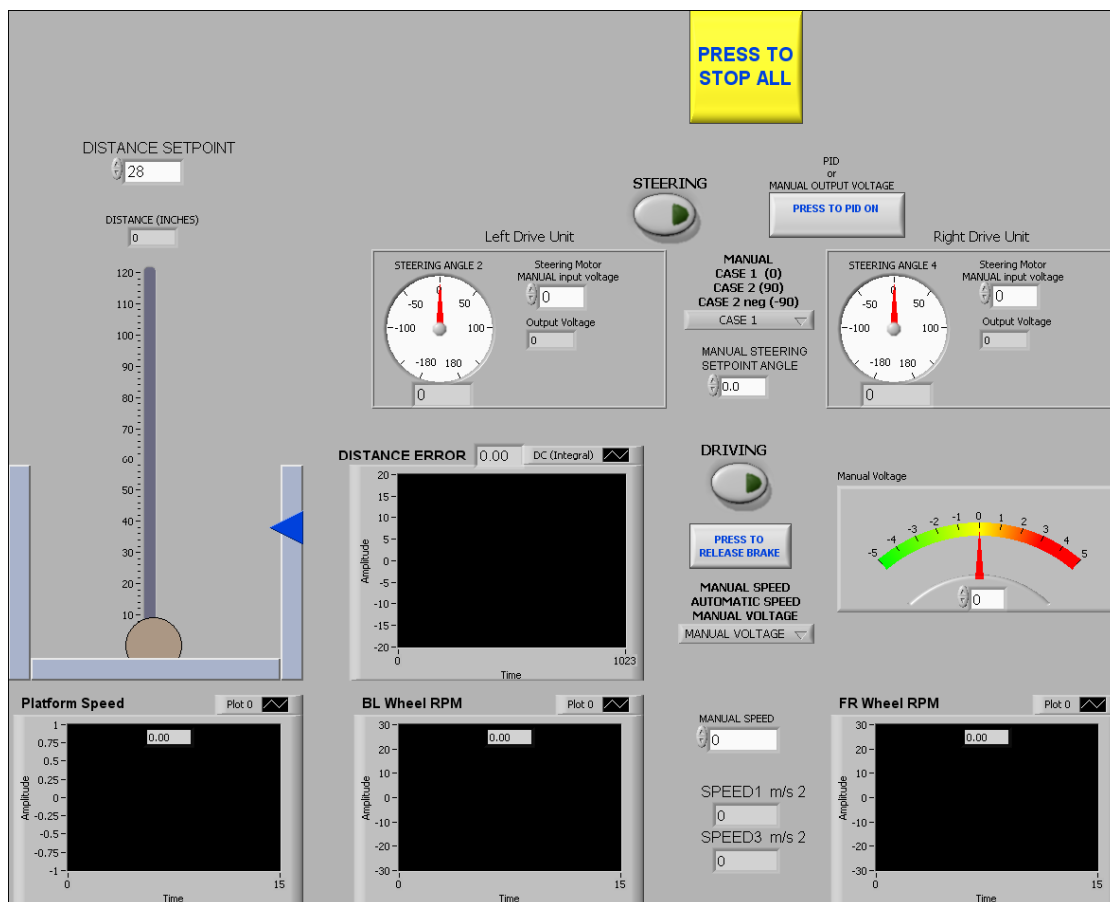 PRESS TO
STOP ALL
DISTANCE SETPOINT
28
DISTANCE (INCHES)
0
120
110
100
90
80
70
60
50
40
30
20
10
STEERING
PID
or
MANUAL OUTPUT VOLTAGE
PRESS TO PID ON
Left Drive Unit
STEERING ANGLE 2
0
-50 50
-100 100
-180 180
0
Steering Motor
MANUAL input voltage
0
Output Voltage
0
MANUAL
CASE 1 (0)
CASE 2 (90)
CASE 2 neg (-90)
CASE 1
MANUAL STEERING
SETPOINT ANGLE
0.0
Right Drive Unit
STEERING ANGLE 4
0
-50 50
-100 100
-180 180
0
Steering Motor
MANUAL input voltage
0
Output Voltage
0
DISTANCE ERROR 0.00 DC (Integral)
Amplitude
20
15
10
5
0
-5
-10
-15
-20
0 1023
Time
DRIVING
PRESS TO
RELEASE BRAKE
MANUAL SPEED
AUTOMATIC SPEED
MANUAL VOLTAGE
MANUAL VOLTAGE
Manual Voltage
-5 -4 -3 -2 -1 0 1 2 3 4 5
0
Platform Speed Plot 0
0.00
Amplitude
1
0.75
0.5
0.25
0
-0.25
-0.5
-0.75
-1
0 15
Time
BL Wheel RPM Plot 0
0.00
Amplitude
30
20
10
0
-10
-20
-30
0 15
Time
MANUAL SPEED
0
SPEED1 m/s 2
0
SPEED3 m/s 2
0
FR Wheel RPM Plot 0
0.00
Amplitude
30
20
10
0
-10
-20
-30
0 15
Time